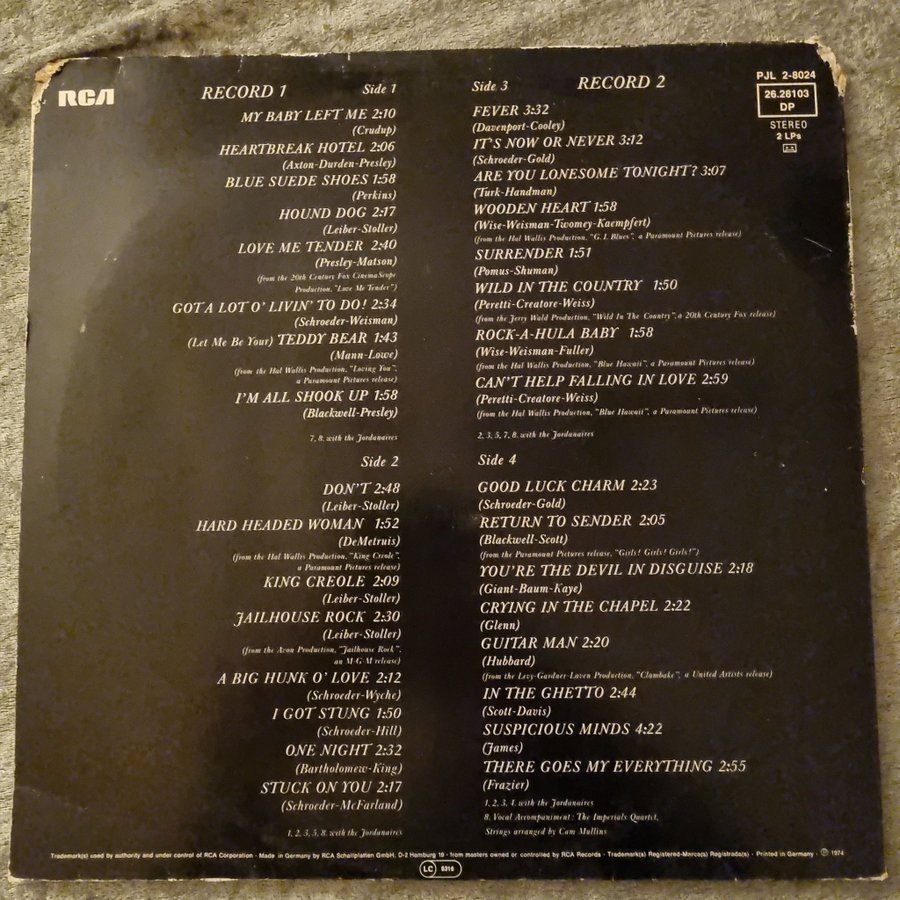 RCA
RECORD 1
Side 1
MY BABY LEFT ME 2:10
(Crudup)
HEARTBREAK HOTEL 2:06
(Axton-Durden-Presley)
BLUE SUEDE SHOES 1:58
(Perkins)
HOUND DOG 2:17
(Leiber-Stoller)
LOVE ME TENDER 2:40
(Presley-Matson)
(from the 20th Century Fox CinemaScope
Production, "Love Me Tender")
GOT A LOT O' LIVIN' TO DO! 2:34
(Schroeder-Weisman)
(Let Me Be Your) TEDDY BEAR 1:43
(Mann-Lowe)
(from the Hal Wallis Production, "Loving You",
a Paramount Pictures release)
I'M ALL SHOOK UP 1:58
(Blackwell-Presley)
7, 8, with the Jordanaires
Side 2
DON'T 2:48
(Leiber-Stoller)
HARD HEADED WOMAN 1:52
(DeMetruis)
(from the Hal Wallis Production, "King Creole",
a Paramount Pictures release)
KING CREOLE 2:09
(Leiber-Stoller)
JAILHOUSE ROCK 2:30
(Leiber-Stoller)
(from the Avon Production, "Jailhouse Rock",
an M-G-M release)
A BIG HUNK O' LOVE 2:12
(Schroeder-Wyche)
I GOT STUNG 1:50
(Schroeder-Hill)
ONE NIGHT 2:32
(Bartholomew-King)
STUCK ON YOU 2:17
(Schroeder-McFarland)
1, 2, 3, 5, 8, with the Jordanaires
Side 3
RECORD 2
FEVER 3:32
(Davenport-Cooley)
IT'S NOW OR NEVER 3:12
(Schroeder-Gold)
ARE YOU LONESOME TONIGHT? 3:07
(Turk-Handman)
WOODEN HEART 1:58
(Wise-Weisman-Twomey-Kaempfert)
(from the Hal Wallis Production, "G.I. Blues", a Paramount Pictures release)
SURRENDER 1:51
(Pomus-Shuman)
WILD IN THE COUNTRY 1:50
(Peretti-Creatore-Weiss)
(from the Jerry Wald Production, "Wild In The Country", a 20th Century Fox release)
ROCK-A-HULA BABY 1:58
(Wise-Weisman-Fuller)
(from the Hal Wallis Production, "Blue Hawaii", a Paramount Pictures release)
CAN'T HELP FALLING IN LOVE 2:59
(Peretti-Creatore-Weiss)
(from the Hal Wallis Production, "Blue Hawaii", a Paramount Pictures release)
2, 3, 5, 7, 8, with the Jordanaires
Side 4
GOOD LUCK CHARM 2:23
(Schroeder-Gold)
RETURN TO SENDER 2:05
(Blackwell-Scott)
(from the Paramount Pictures release, "Girls! Girls! Girls!")
YOU'RE THE DEVIL IN DISGUISE 2:18
(Giant-Baum-Kaye)
CRYING IN THE CHAPEL 2:22
(Glenn)
GUITAR MAN 2:20
(Hubbard)
(from the Levy-Gardner-Laven Production, "Clambake", a United Artists release)
IN THE GHETTO 2:44
(Scott-Davis)
SUSPICIOUS MINDS 4:22
(James)
THERE GOES MY EVERYTHING 2:55
(Frazier)
1, 2, 3, 4, with the Jordanaires
8, Vocal Accompaniment: The Imperials Quartet,
Strings arranged by Cam Mullins
PJL 2-8024
26.28103
DP
STEREO
2 LPs
Trademark(s) used by authority and under control of RCA Corporation · Made in Germany by RCA Schallplatten GmbH, D-2 Hamburg 19 · from masters owned or controlled by RCA Records · Trademark(s) Registered-Marca(s) Registrada(s) · Printed in Germany · Ⓟ 1974
LC 0316